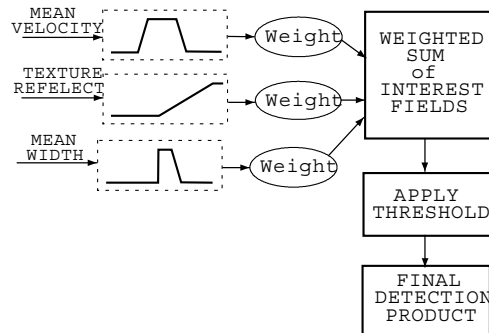 MEAN
VELOCITY
Weight
TEXTURE
REFELECT
Weight
MEAN
WIDTH
Weight
WEIGHTED
SUM
of
INTEREST
FIELDS
APPLY
THRESHOLD
FINAL
DETECTION
PRODUCT